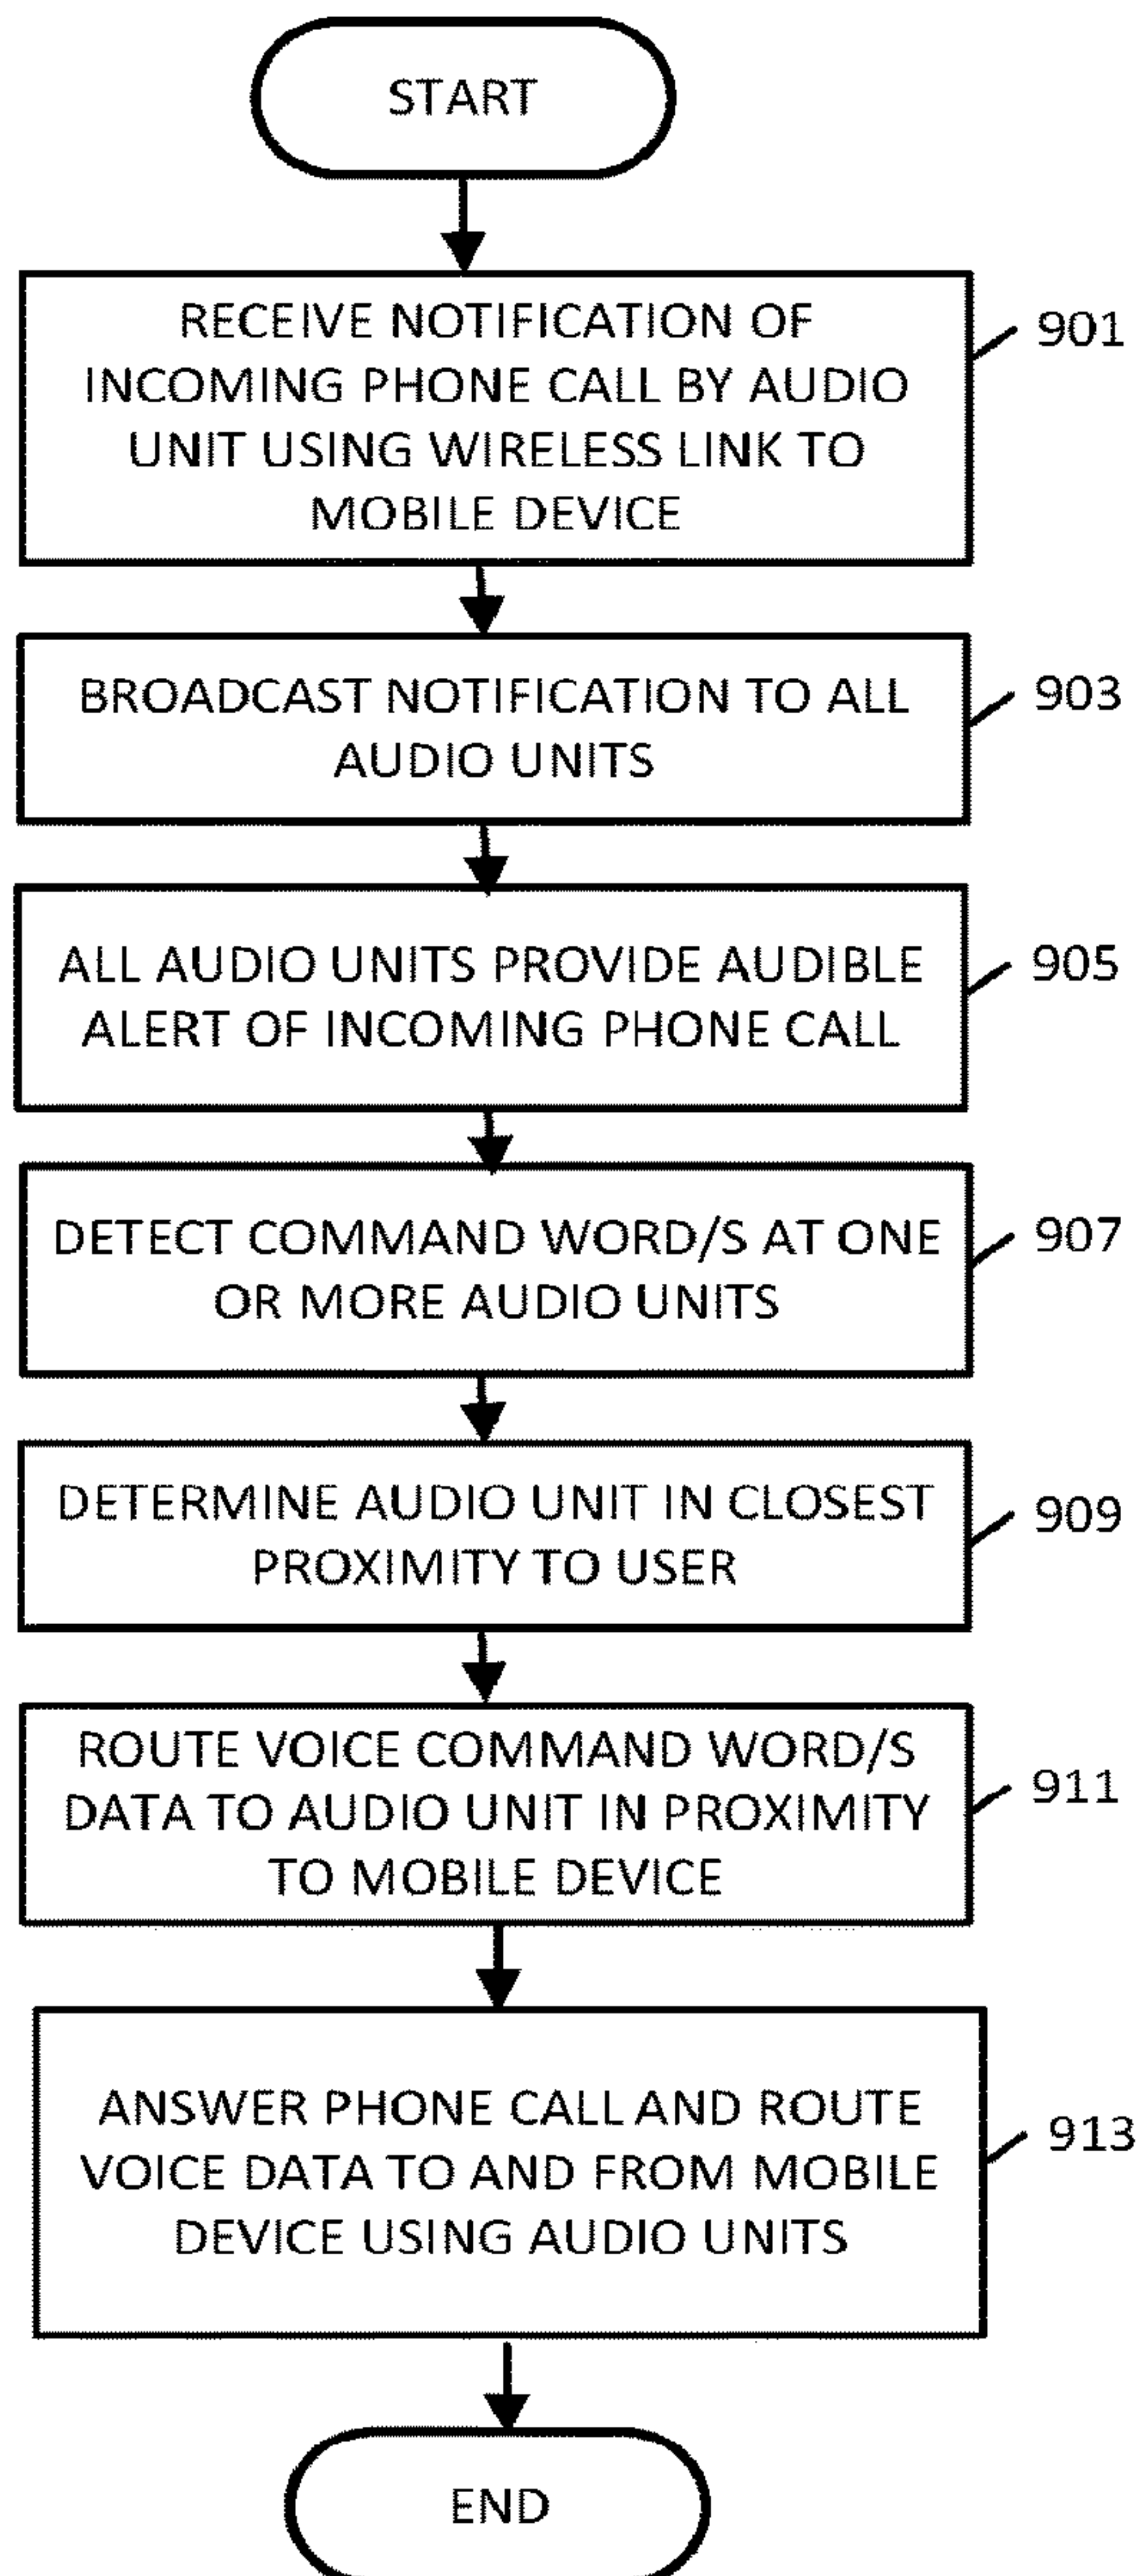 START
RECEIVE NOTIFICATION OF
INCOMING PHONE CALL BY AUDIO
UNIT USING WIRELESS LINK TO
MOBILE DEVICE
901
BROADCAST NOTIFICATION TO ALL
AUDIO UNITS
903
ALL AUDIO UNITS PROVIDE AUDIBLE
ALERT OF INCOMING PHONE CALL
905
DETECT COMMAND WORD/S AT ONE
OR MORE AUDIO UNITS
907
DETERMINE AUDIO UNIT IN CLOSEST
PROXIMITY TO USER
909
ROUTE VOICE COMMAND WORD/S
DATA TO AUDIO UNIT IN PROXIMITY
TO MOBILE DEVICE
911
ANSWER PHONE CALL AND ROUTE
VOICE DATA TO AND FROM MOBILE
DEVICE USING AUDIO UNITS
913
END